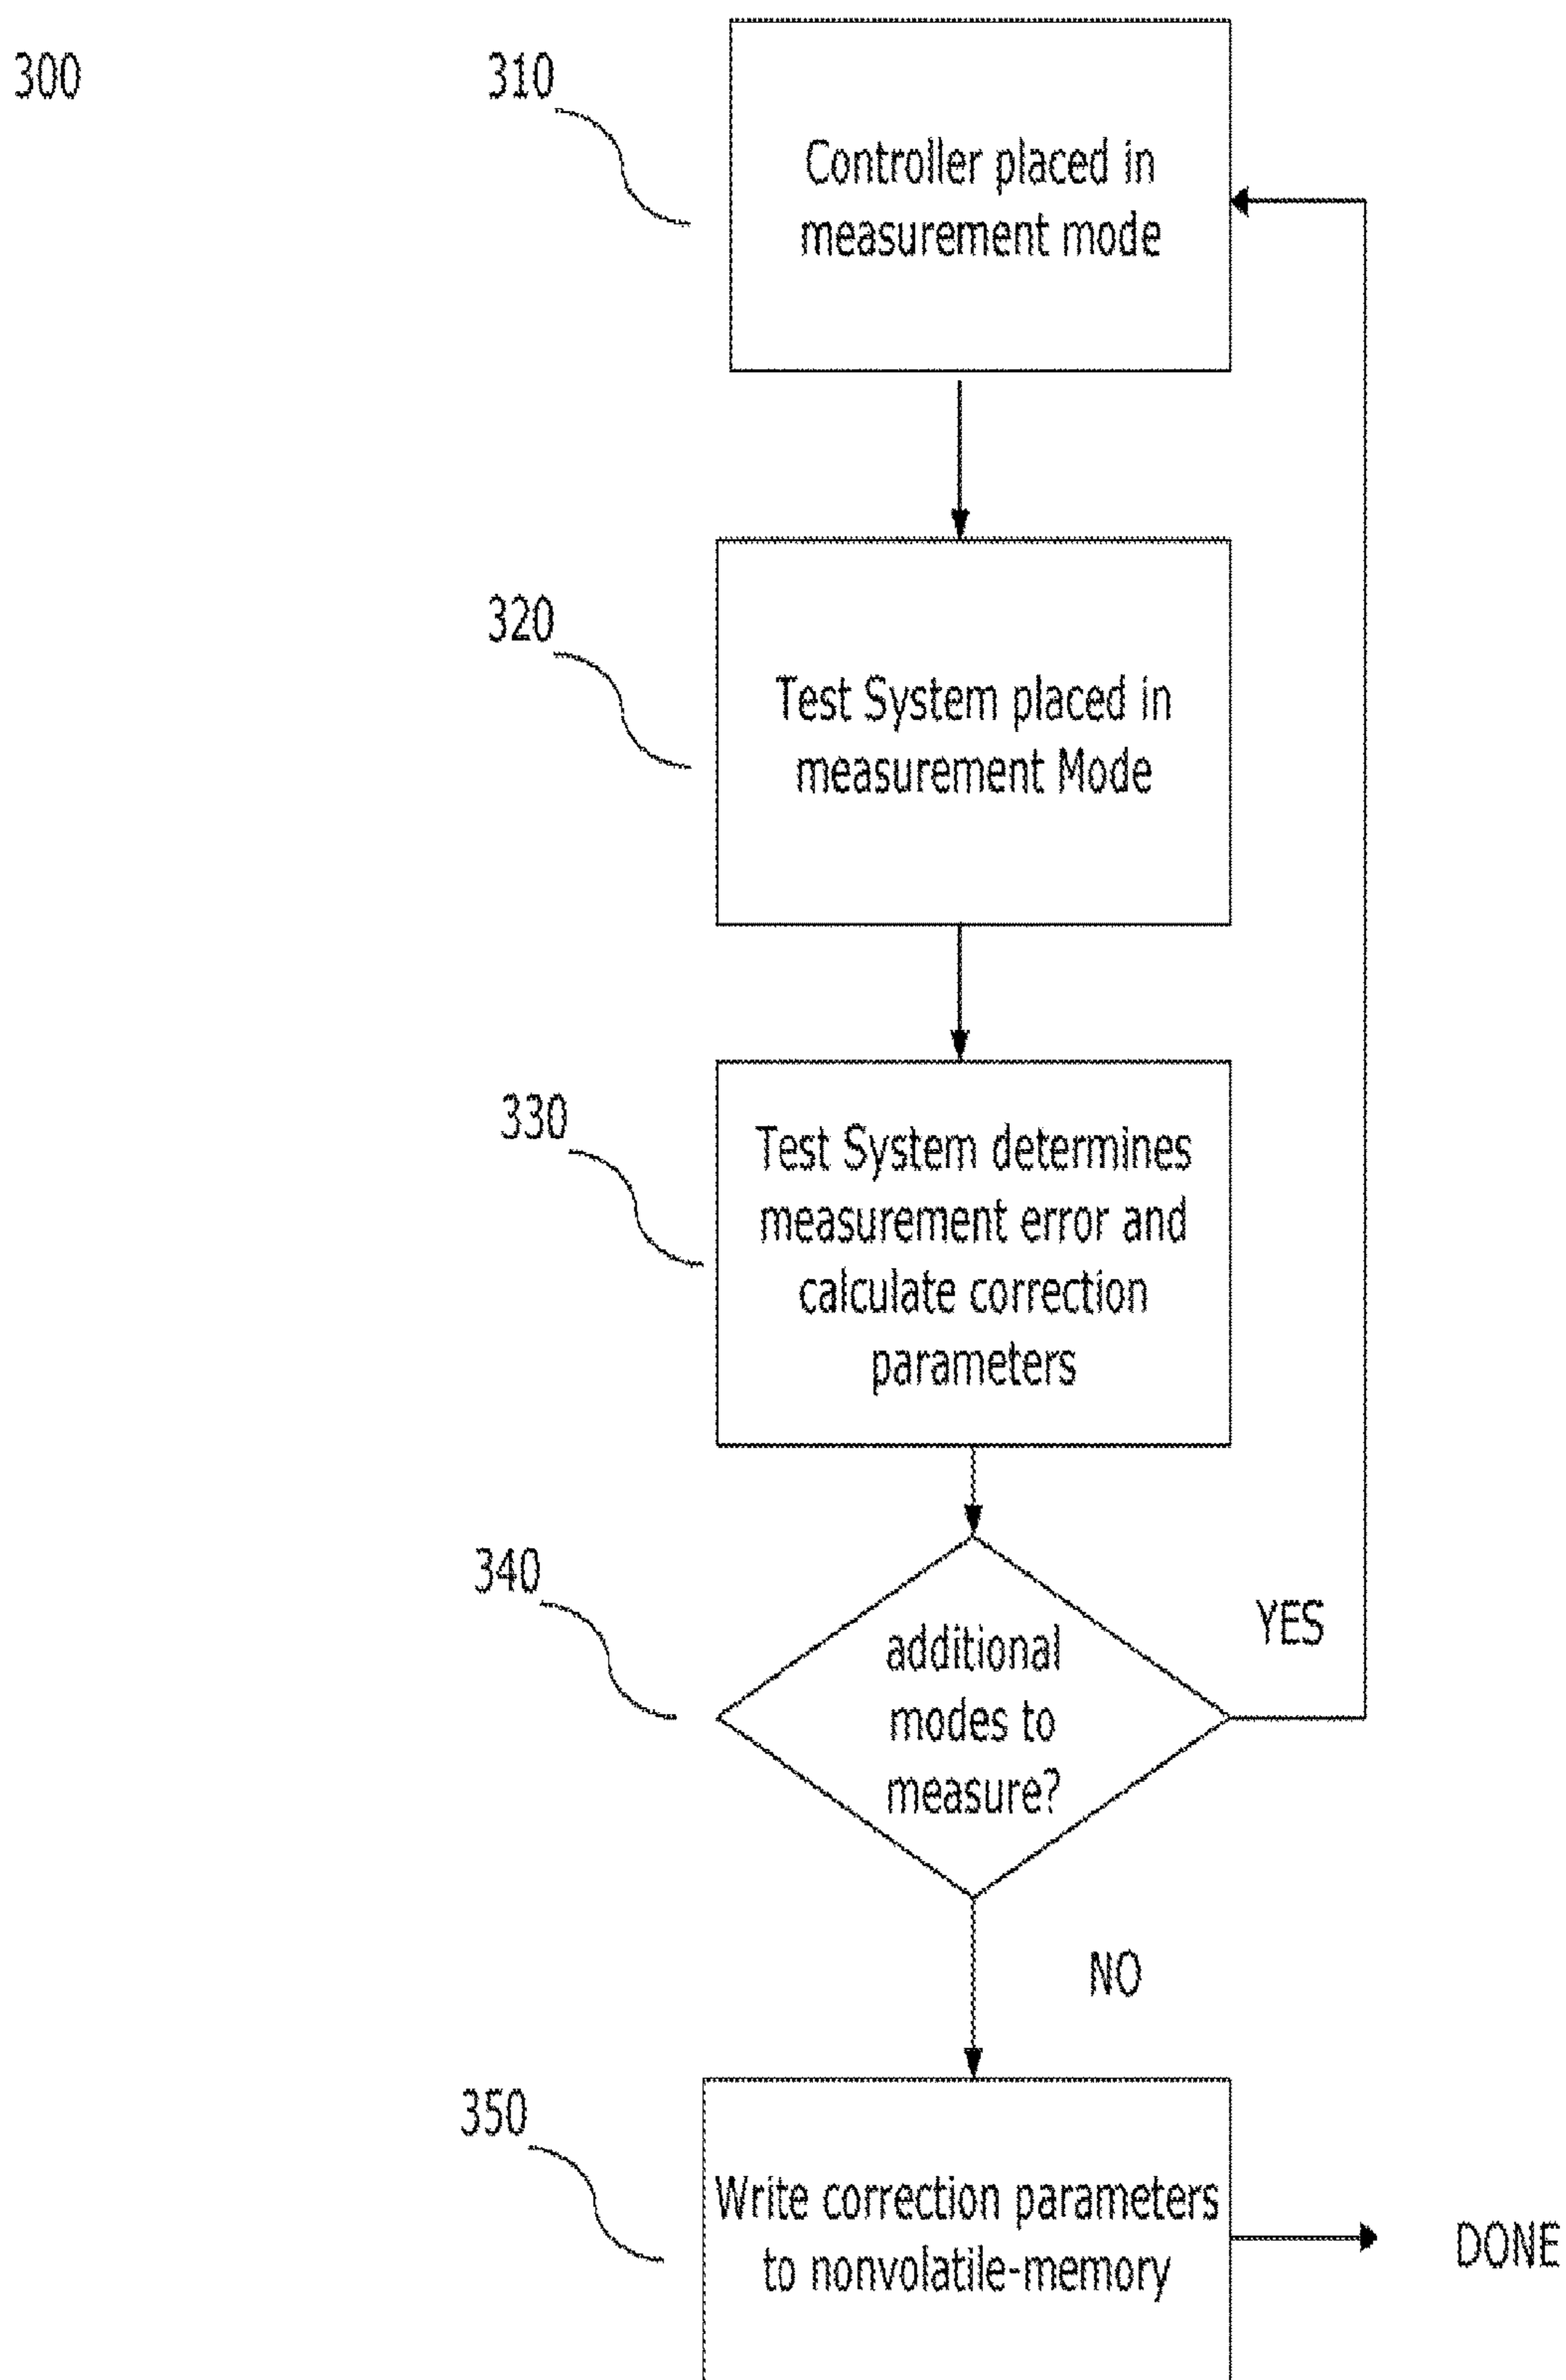 300
310
Controller placed in
measurement mode
320
Test System placed in
measurement Mode
330
Test System determines
measurement error and
calculate correction
parameters
340
additional
modes to
measure?
YES
NO
350
Write correction parameters
to nonvolatile-memory
DONE